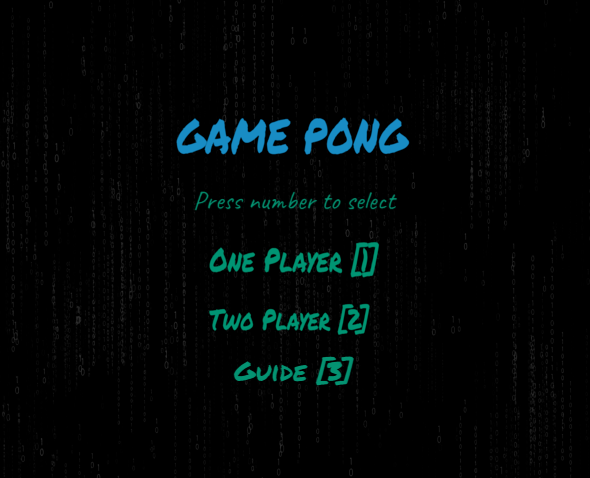 GAME PONG
Press number to select
One Player [1]
Two Player [2]
Guide [3]